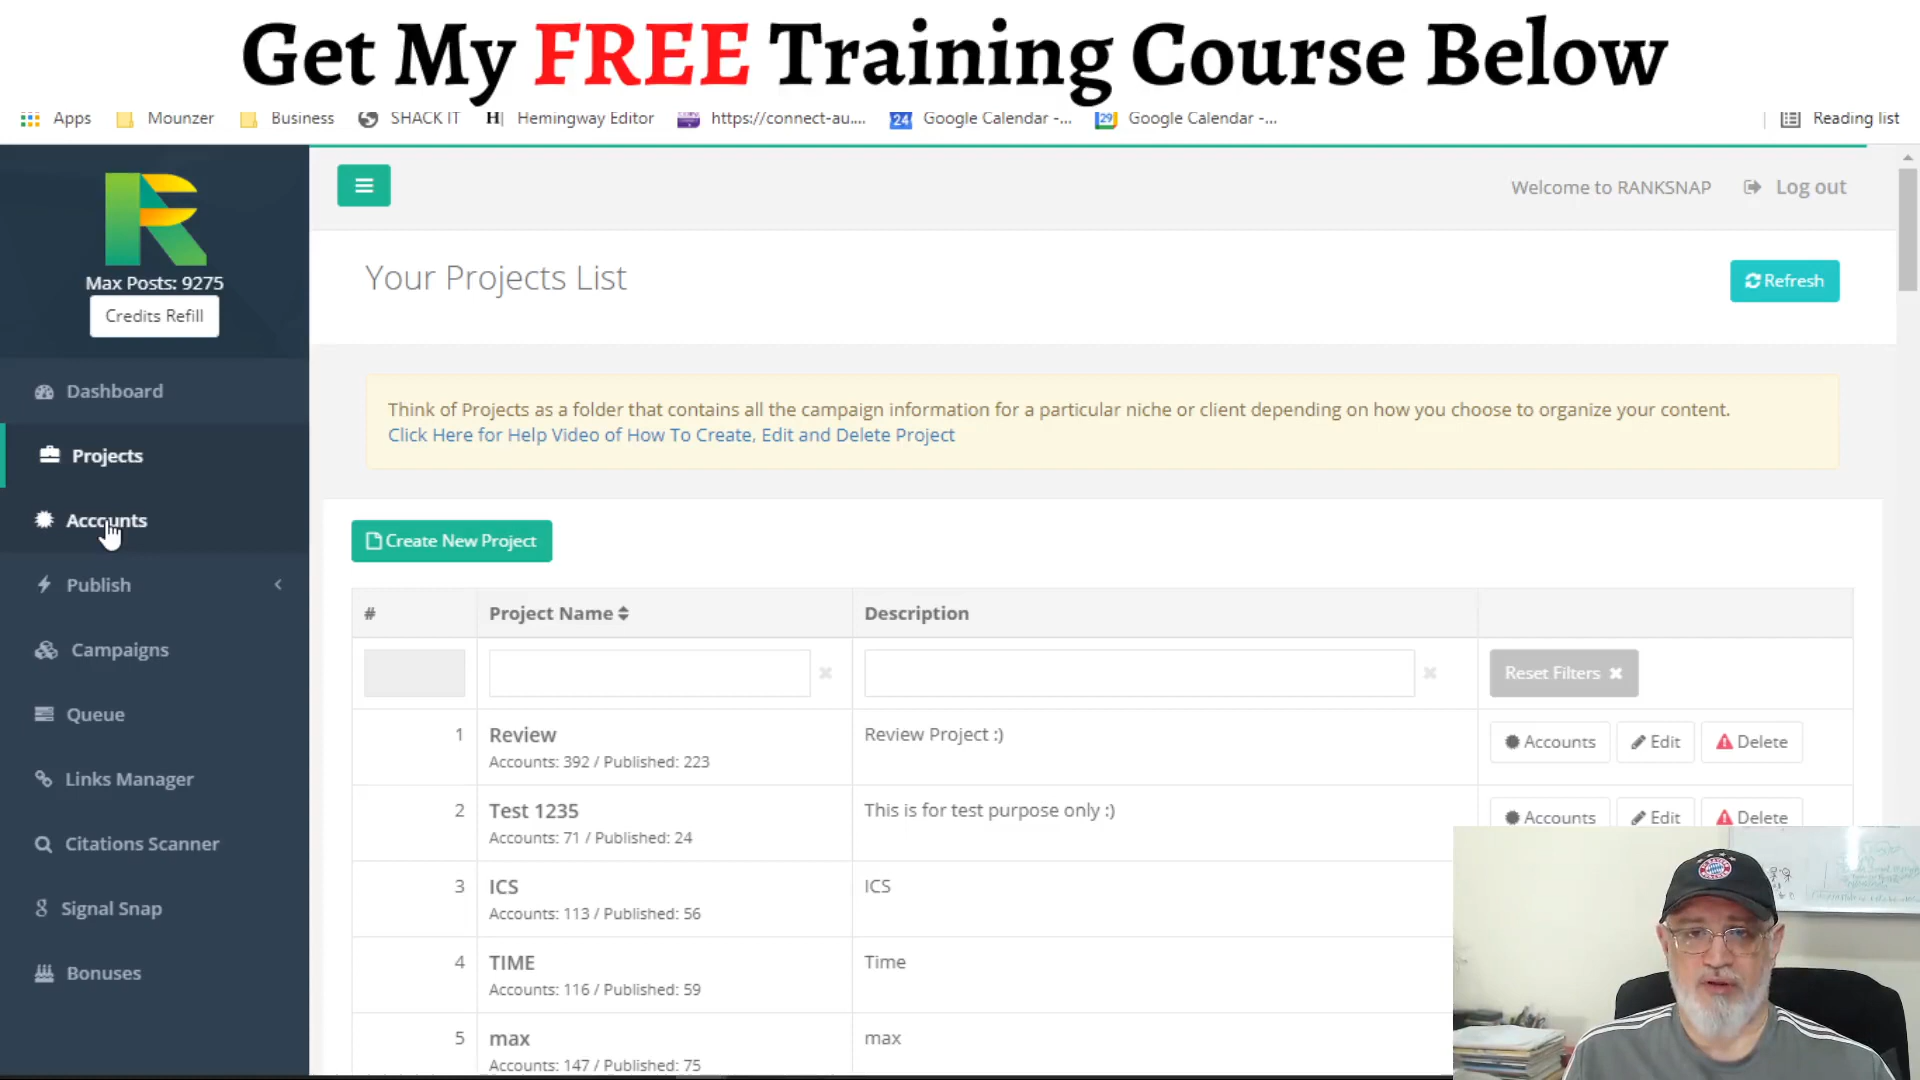 Get My FREE Training Course Below
Apps Mounzer Business SHACK IT Hemingway Editor https://connect-au.... Google Calendar -... Google Calendar -... Reading list
Max Posts: 9275
Credits Refill
Dashboard
Projects
Accounts
Publish
Campaigns
Queue
Links Manager
Citations Scanner
Signal Snap
Bonuses
Welcome to RANKSNAP Log out
Your Projects List
Refresh
Think of Projects as a folder that contains all the campaign information for a particular niche or client depending on how you choose to organize your content.
Click Here for Help Video of How To Create, Edit and Delete Project
Create New Project
# Project Name Description
Reset Filters
1 Review Review Project :) Accounts Edit Delete
Accounts: 392 / Published: 223
2 Test 1235 This is for test purpose only :) Accounts Edit Delete
Accounts: 71 / Published: 24
3 ICS ICS
Accounts: 113 / Published: 56
4 TIME Time
Accounts: 116 / Published: 59
5 max max
Accounts: 147 / Published: 75